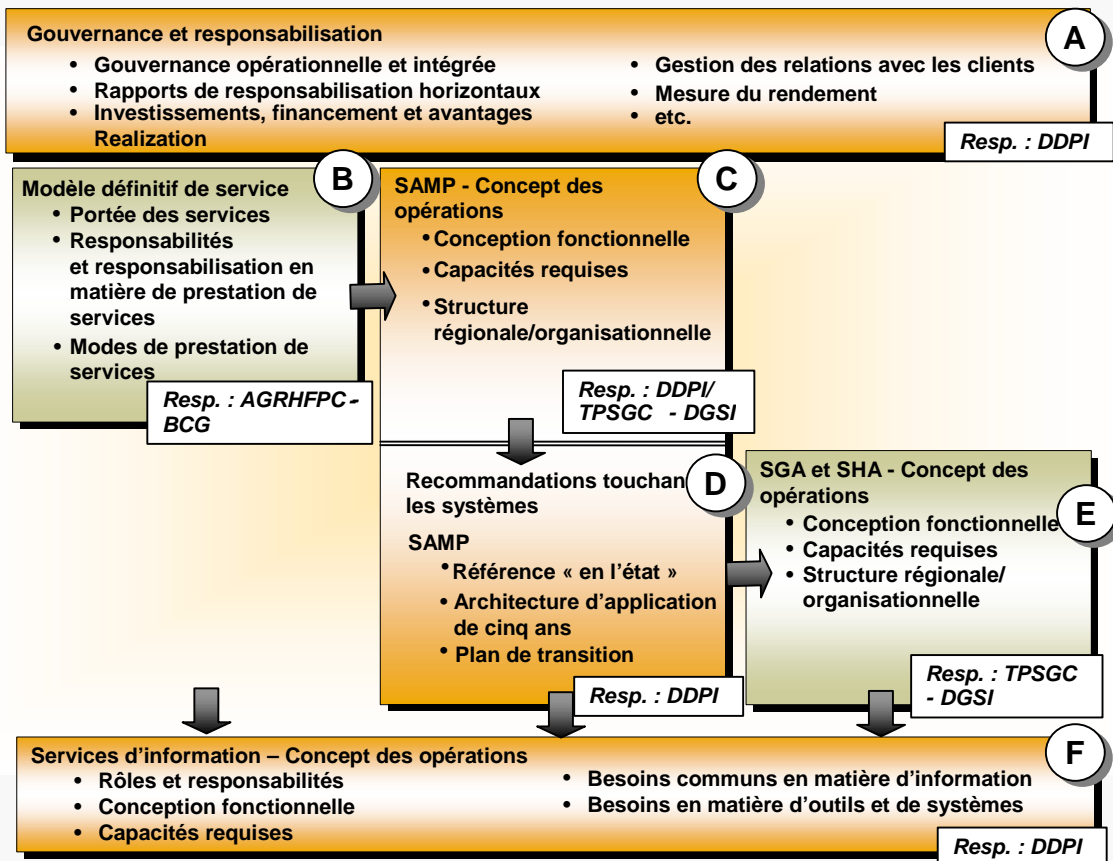 A
Gouvernance et responsabilisation
• Gouvernance opérationnelle et intégrée
• Rapports de responsabilisation horizontaux
• Investissements, financement et avantages
Realization
• Gestion des relations avec les clients
• Mesure du rendement
• etc.
Resp. : DDPI
B
Modèle définitif de service
• Portée des services
• Responsabilités
et responsabilisation en
matière de prestation de
services
• Modes de prestation de
services
Resp. : AGRHFPC -
BCG
C
SAMP - Concept des
opérations
• Conception fonctionnelle
• Capacités requises
• Structure
régionale/organisationnelle
Resp. : DDPI/
TPSGC - DGSI
D
Recommandations touchan
les systèmes
SAMP
• Référence « en l’état »
• Architecture d’application
de cinq ans
• Plan de transition
Resp. : DDPI
E
SGA et SHA - Concept des
opérations
• Conception fonctionnelle
• Capacités requises
• Structure régionale/
organisationnelle
Resp. : TPSGC
- DGSI
F
Services d’information – Concept des opérations
• Rôles et responsabilités
• Conception fonctionnelle
• Capacités requises
• Besoins communs en matière d’information
• Besoins en matière d’outils et de systèmes
Resp. : DDPI